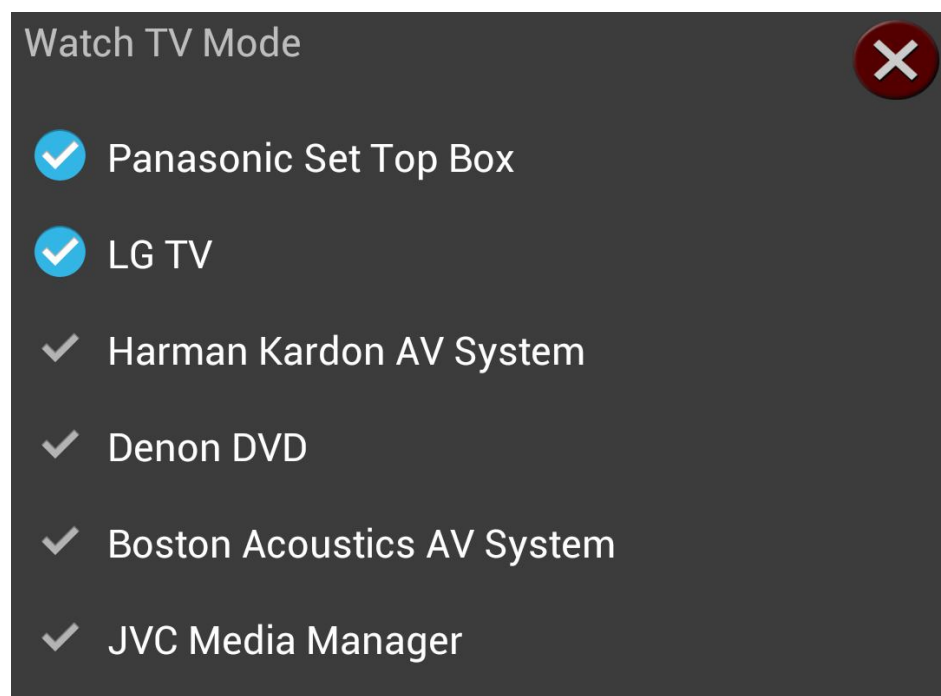 Watch TV Mode
Panasonic Set Top Box
LG TV
Harman Kardon AV System
Denon DVD
Boston Acoustics AV System
JVC Media Manager